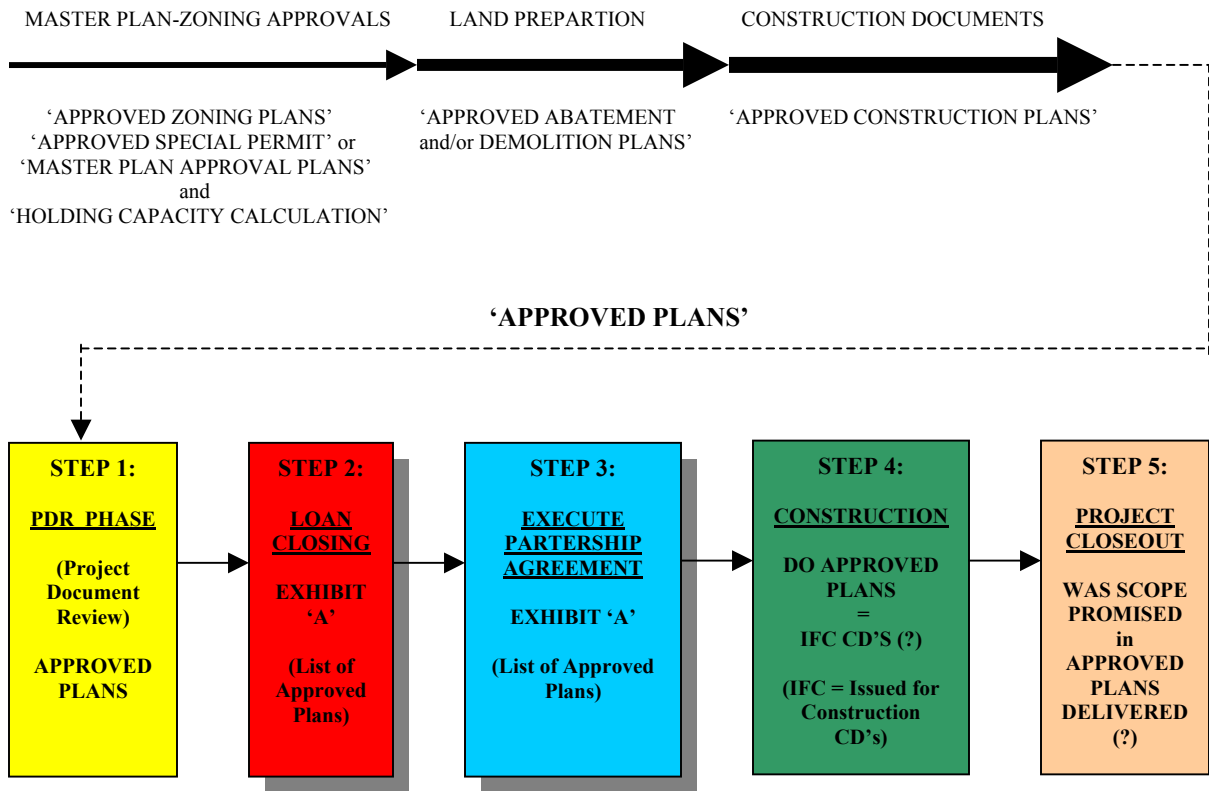 MASTER PLAN-ZONING APPROVALS
LAND PREPARTION
CONSTRUCTION DOCUMENTS
‘APPROVED ZONING PLANS’
‘APPROVED SPECIAL PERMIT’ or
‘MASTER PLAN APPROVAL PLANS’
and
‘HOLDING CAPACITY CALCULATION’
‘APPROVED ABATEMENT
and/or DEMOLITION PLANS’
‘APPROVED CONSTRUCTION PLANS’
‘APPROVED PLANS’
STEP 1:
PDR PHASE
(Project
Document
Review)
APPROVED
PLANS
STEP 2:
LOAN
CLOSING
EXHIBIT
‘A’
(List of
Approved
Plans)
STEP 3:
EXECUTE
PARTERSHIP
AGREEMENT
EXHIBIT ‘A’
(List of Approved
Plans)
STEP 4:
CONSTRUCTION
DO APPROVED
PLANS
=
IFC CD’S (?)
(IFC = Issued for
Construction
CD’s)
STEP 5:
PROJECT
CLOSEOUT
WAS SCOPE
PROMISED
in
APPROVED
PLANS
DELIVERED
(?)